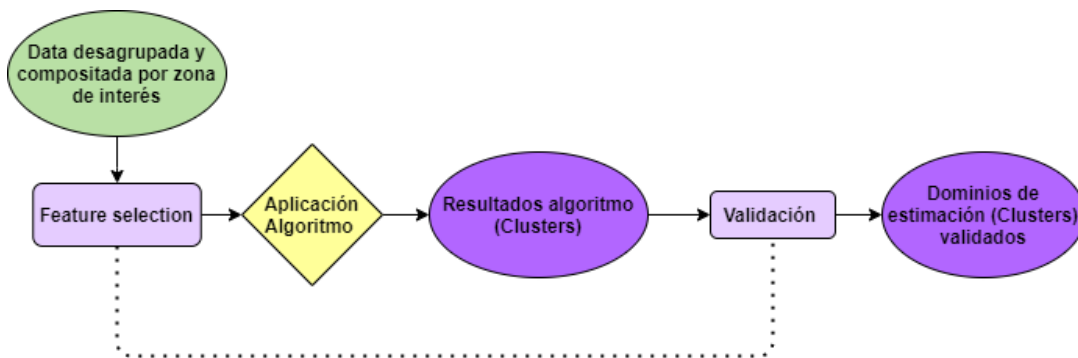 Data desagrupada y
compositada por zona
de interés
Feature selection
Aplicación
Algoritmo
Resultados algoritmo
(Clusters)
Validación
Dominios de
estimación (Clusters)
validados